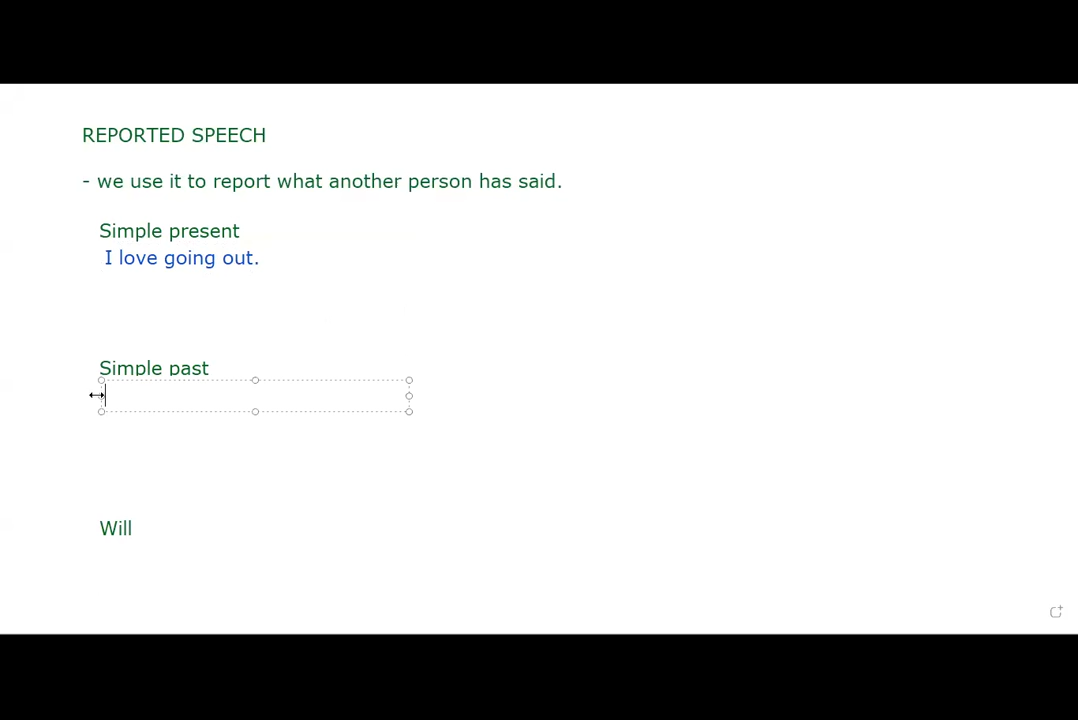 REPORTED SPEECH
- we use it to report what another person has said.
Simple present
I love going out.
Simple past
Will